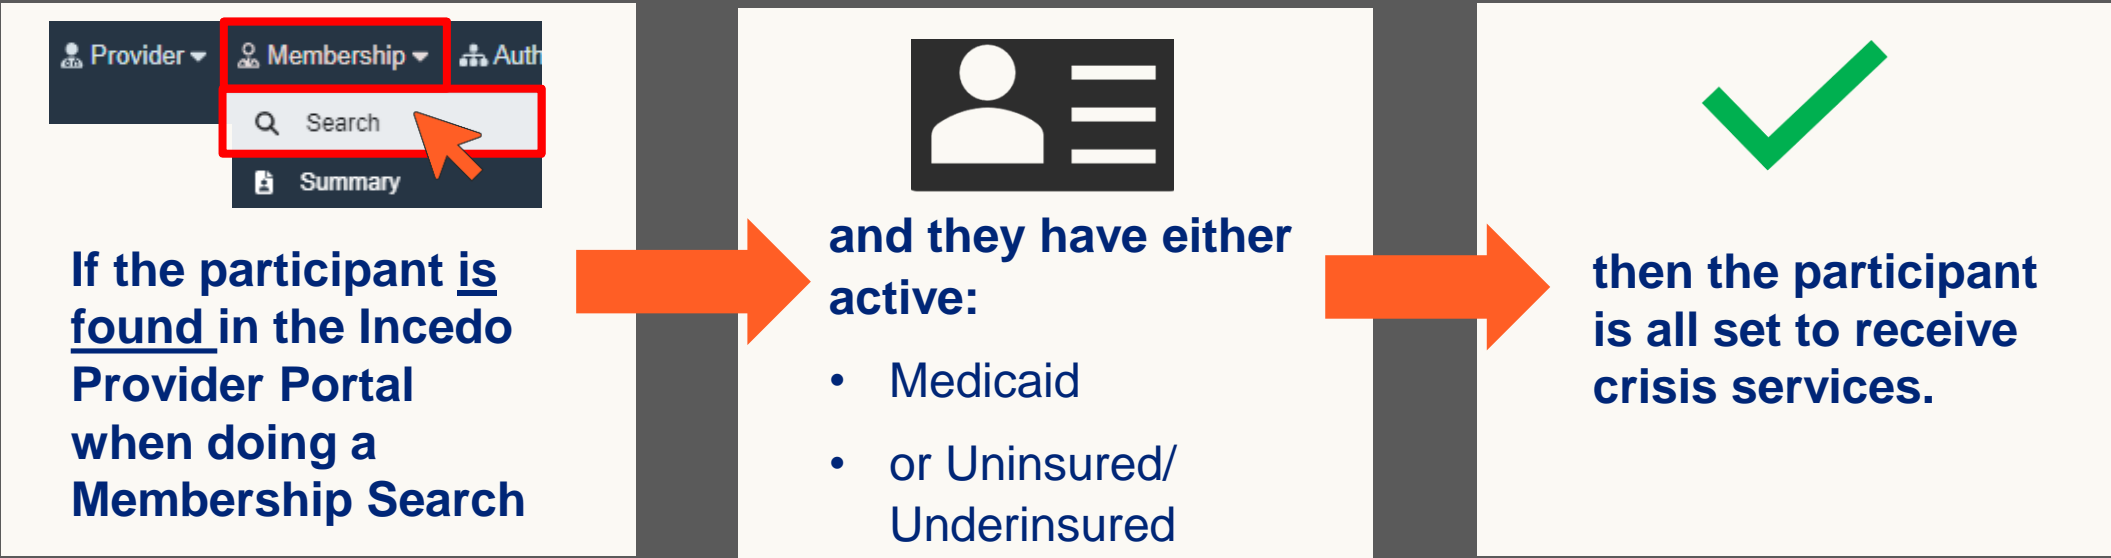 Provider
Membership
Auth
Search
Summary
If the participant is
found in the Incedo
Provider Portal
when doing a
Membership Search
and they have either
active:
• Medicaid
• or Uninsured/
Underinsured
then the participant
is all set to receive
crisis services.